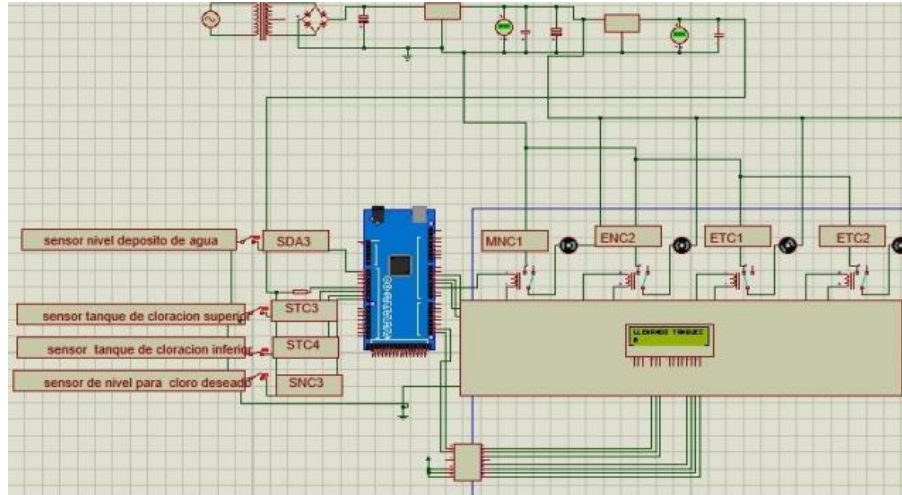 sensor nivel deposito de agua
SDA3
MNC1
ENC2
ETC1
ETC2
sensor tanque de cloracion superior
STC3
sensor tanque de cloracion inferior
STC4
sensor de nivel para cloro deseado
SNC3
LLENANDO TANQUES